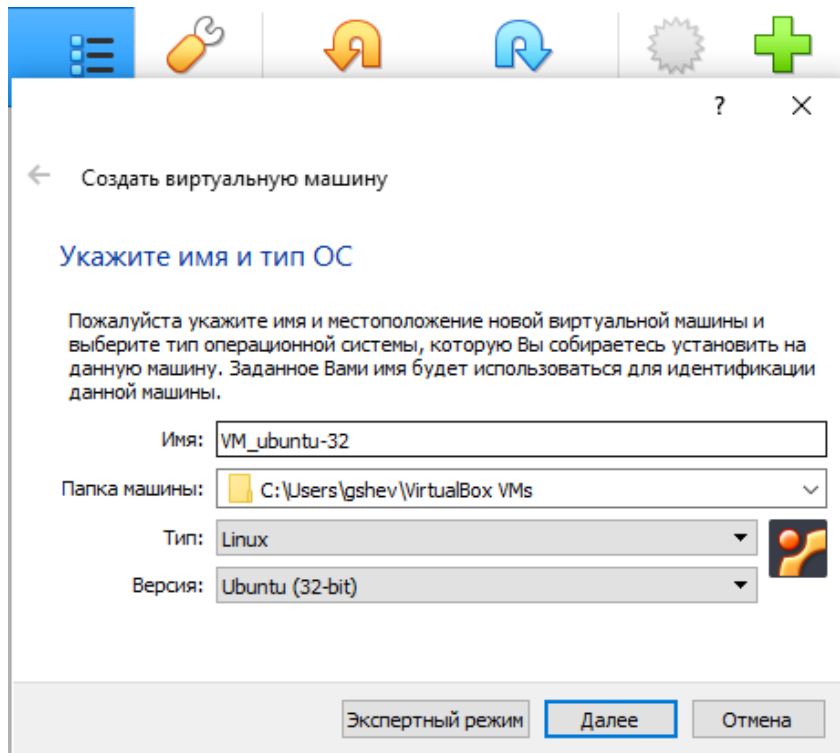 ?
Создать виртуальную машину
Укажите имя и тип ОС
Пожалуйста укажите имя и местоположение новой виртуальной машины и
выберите тип операционной системы, которую Вы собираетесь установить на
данную машину. Заданное Вами имя будет использоваться для идентификации
данной машины.
Имя: VM_ubuntu-32
Папка машины: C:\Users\gshev\VirtualBox VMs
Тип: Linux
Версия: Ubuntu (32-bit)
Экспертный режим Далее Отмена